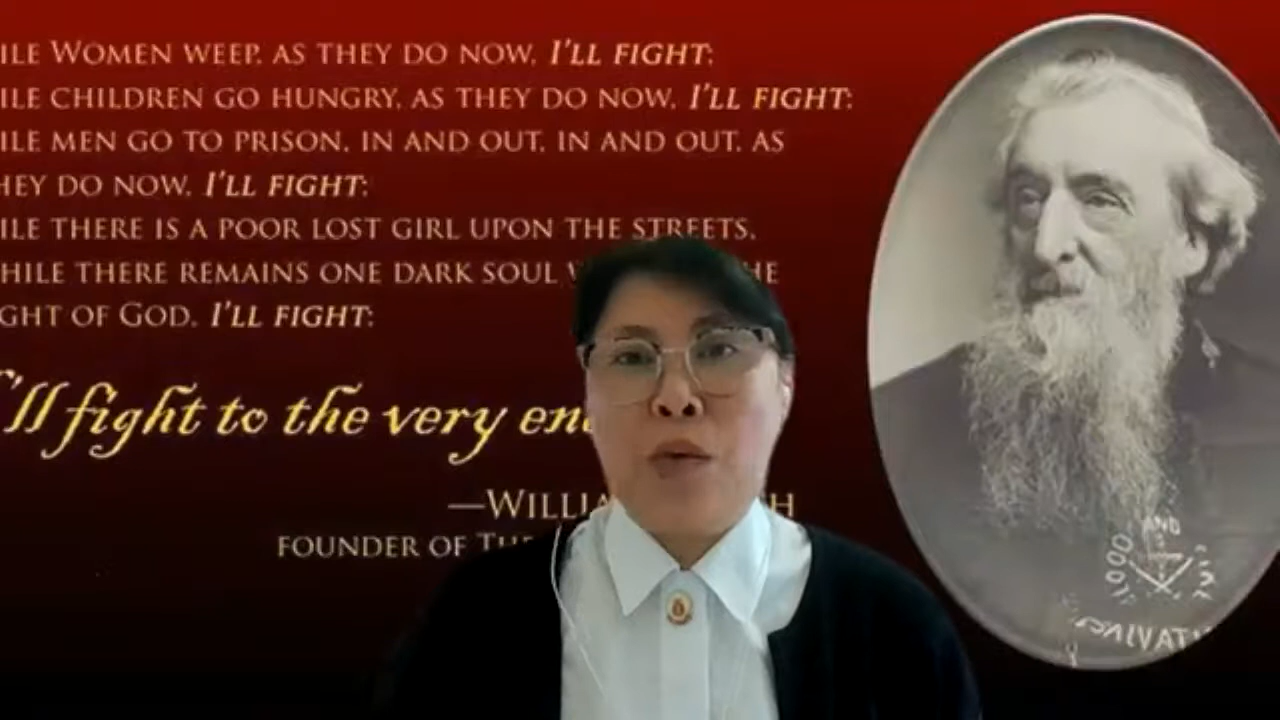 ILE WOMEN WEEP, AS THEY DO NOW, I'LL FIGHT;
ILE CHILDREN GO HUNGRY, AS THEY DO NOW, I'LL FIGHT;
ILE MEN GO TO PRISON, IN AND OUT, IN AND OUT, AS
HEY DO NOW, I'LL FIGHT;
ILE THERE IS A POOR LOST GIRL UPON THE STREETS,
HILE THERE REMAINS ONE DARK SOUL HE
GHT OF GOD, I'LL FIGHT;
'll fight to the very en
—WILLIA H
FOUNDER OF TH
AND